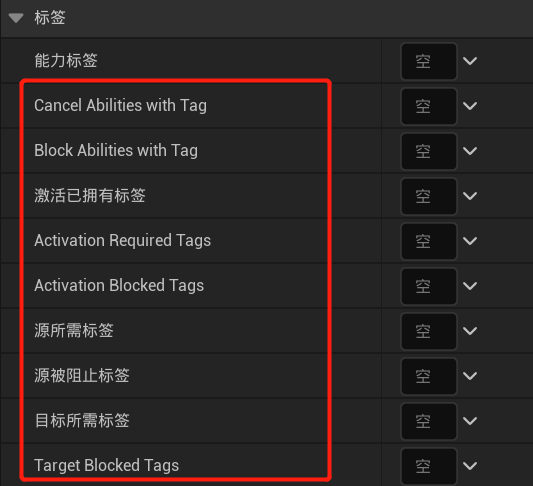 标签
能力标签 空
Cancel Abilities with Tag 空
Block Abilities with Tag 空
激活已拥有标签 空
Activation Required Tags 空
Activation Blocked Tags 空
源所需标签 空
源被阻止标签 空
目标所需标签 空
Target Blocked Tags 空